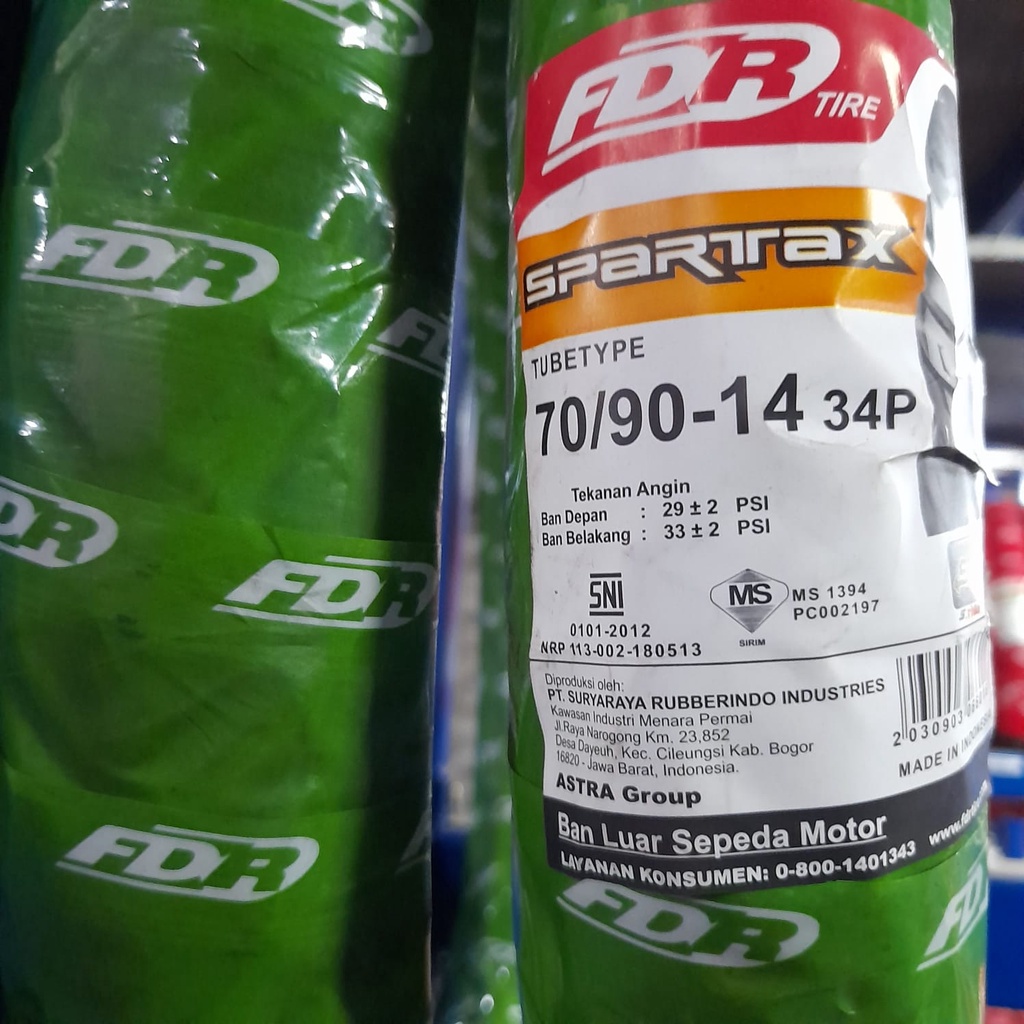 FDR
FDR
FDR
FDR
FDR TIRE
SPARTAX
TUBETYPE
70/90-14 34P
Tekanan Angin
Ban Depan : 29 ± 2 PSI
Ban Belakang : 33 ± 2 PSI
SNI
0101-2012
NRP 113-002-180513
MS
SIRIM
MS 1394
PC002197
Diproduksi oleh:
PT. SURYARAYA RUBBERINDO INDUSTRIES
Kawasan Industri Menara Permai
Jl.Raya Narogong Km. 23,852
Desa Dayeuh, Kec. Cileungsi Kab. Bogor
16820 - Jawa Barat, Indonesia.
ASTRA Group
2 030903
MADE IN
Ban Luar Sepeda Motor
LAYANAN KONSUMEN: 0-800-1401343
FDR